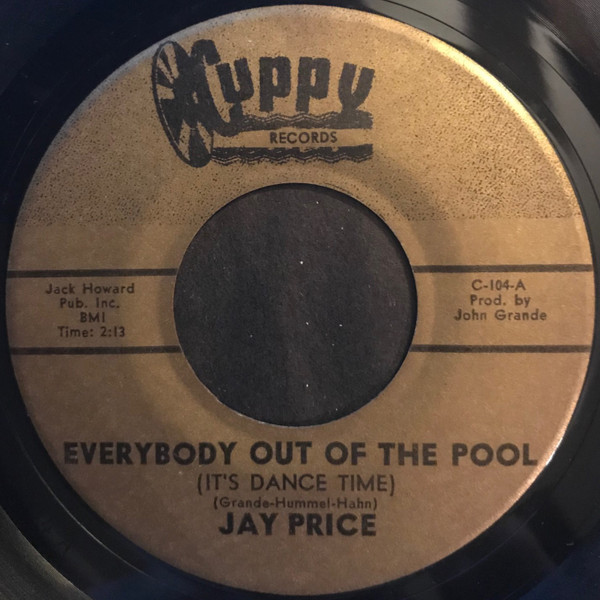 Cuppy
RECORDS
Jack Howard
Pub. Inc.
BMI
Time: 2:13
C-104-A
Prod. by
John Grande
EVERYBODY OUT OF THE POOL
(IT'S DANCE TIME)
(Grande-Hummel-Hahn)
JAY PRICE